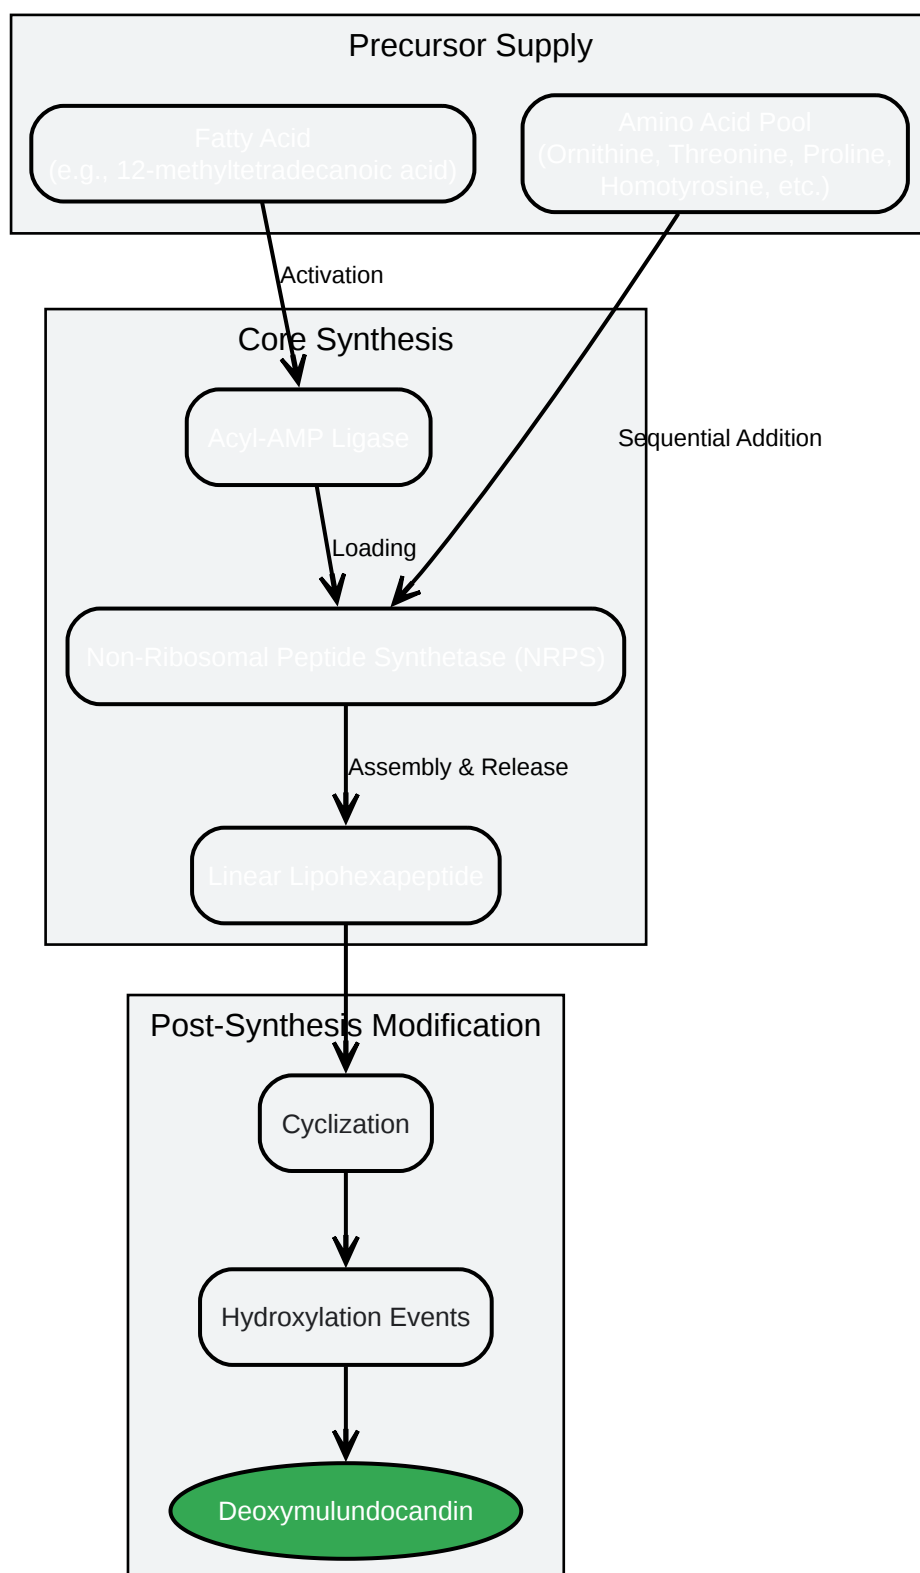 Precursor Supply
Fatty Acid
(e.g., 12-methyltetradecanoic acid)
Amino Acid Pool
(Ornithine, Threonine, Proline,
Homotyrosine, etc.)
Activation
Core Synthesis
Acyl-AMP Ligase
Sequential Addition
Loading
Non-Ribosomal Peptide Synthetase (NRPS)
Assembly & Release
Linear Lipohexapeptide
Post-Synthesis Modification
Cyclization
Hydroxylation Events
Deoxymulundocandin